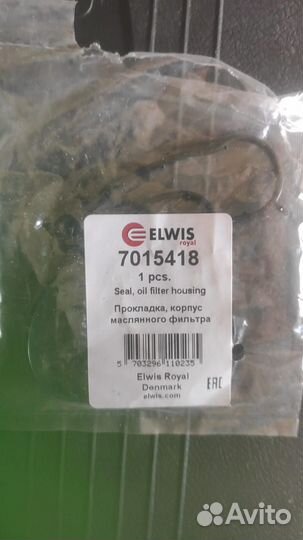 ELWIS
royal
7015418
1 pcs.
Seal, oil filter housing
Прокладка, корпус
маслянного фильтра
5 703296 110235
Elwis Royal
Denmark
elwis.com
EAC
Avito